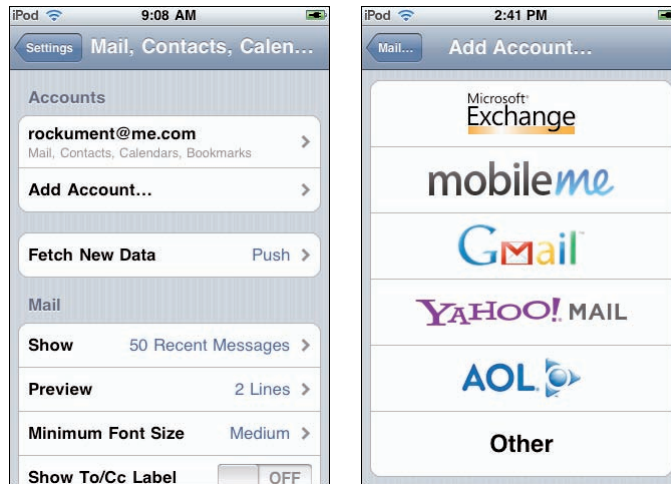 iPod 9:08 AM
Settings Mail, Contacts, Calen...
Accounts
rockument@me.com
Mail, Contacts, Calendars, Bookmarks
Add Account...
Fetch New Data Push
Mail
Show 50 Recent Messages
Preview 2 Lines
Minimum Font Size Medium
Show To/Cc Label OFF
iPod 2:41 PM
Mail... Add Account...
Microsoft
Exchange
mobileme
GMail
YAHOO! MAIL
AOL
Other